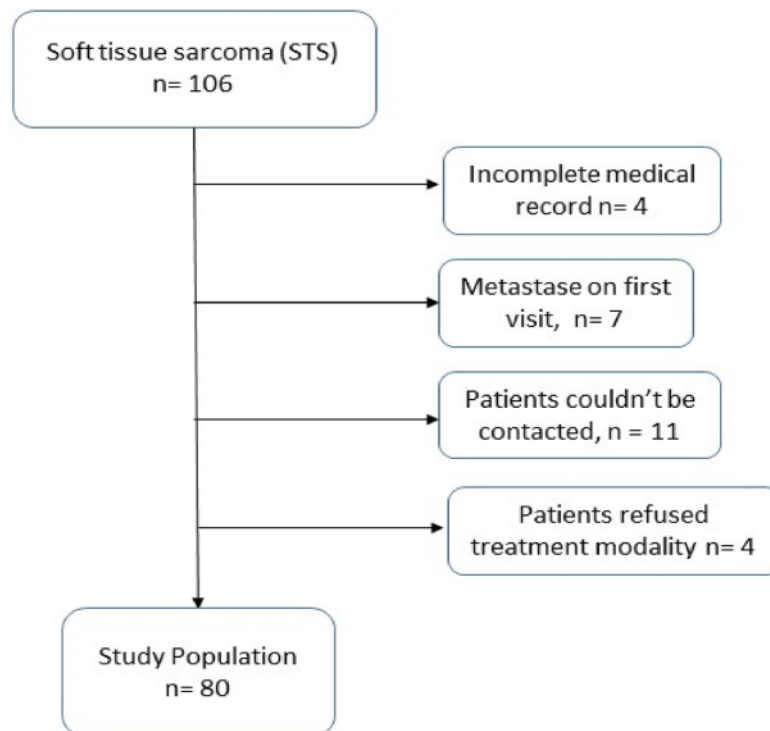 Soft tissue sarcoma (STS)
n= 106
Incomplete medical
record n= 4
Metastase on first
visit,  n= 7
Patients couldn’t be
contacted, n = 11
Patients refused
treatment modality n= 4
Study Population
n= 80